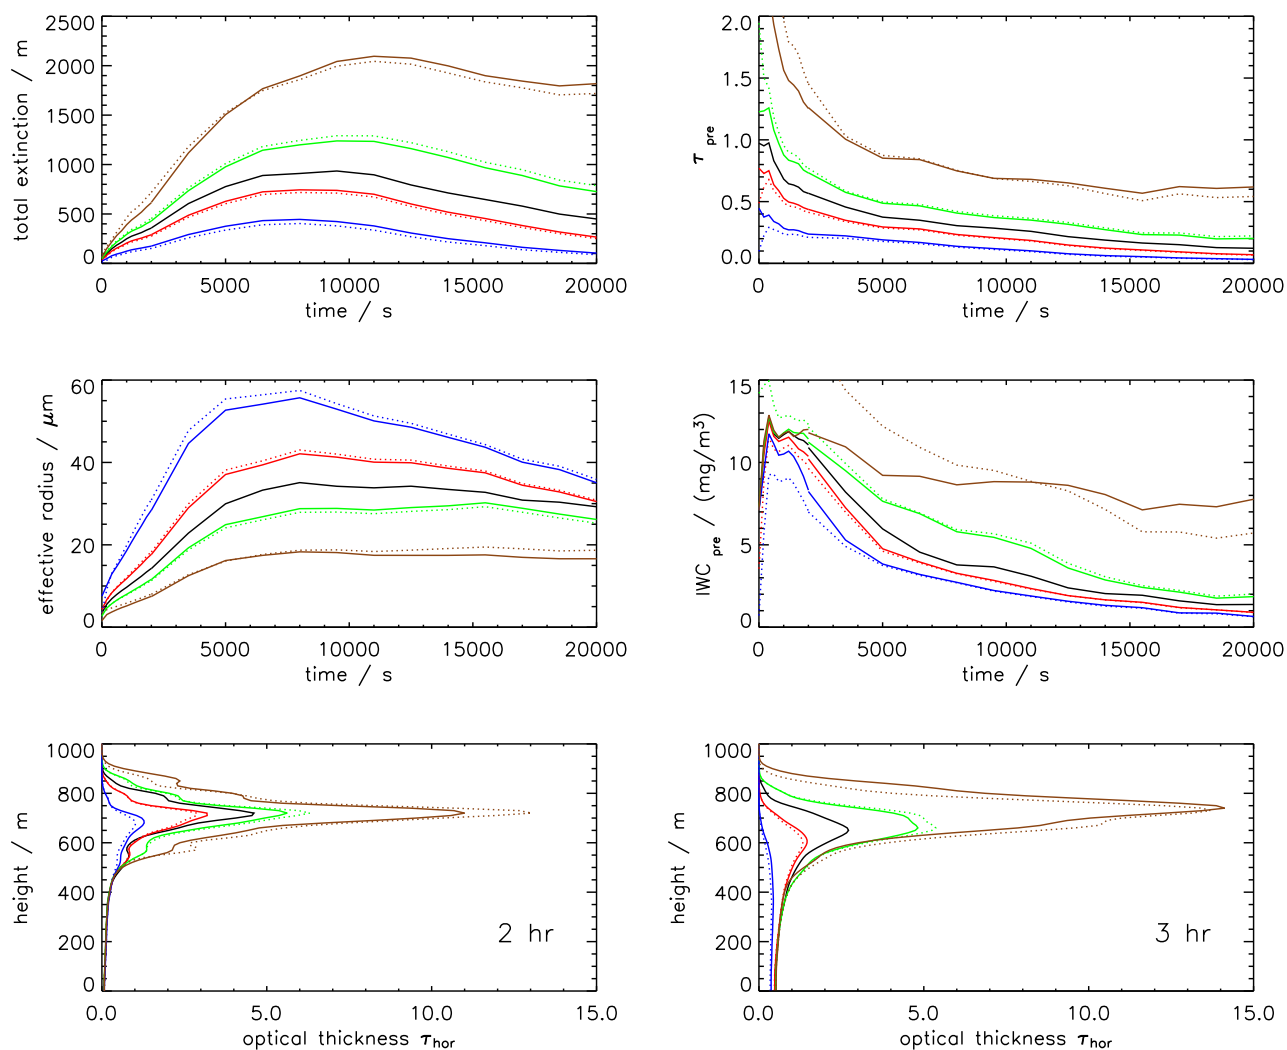 total extinction / m
2500
2000
1500
1000
500
0
0 5000 10000 15000 20000
time / s
τ pre
2.0
1.5
1.0
0.5
0.0
0 5000 10000 15000 20000
time / s
effective radius / μm
60
40
20
0
0 5000 10000 15000 20000
time / s
IWC pre / (mg/m³)
15
10
5
0
0 5000 10000 15000 20000
time / s
height / m
1000
800
600
400
200
0
2 hr
0.0 5.0 10.0 15.0
optical thickness τhor
height / m
1000
800
600
400
200
0
3 hr
0.0 5.0 10.0 15.0
optical thickness τhor